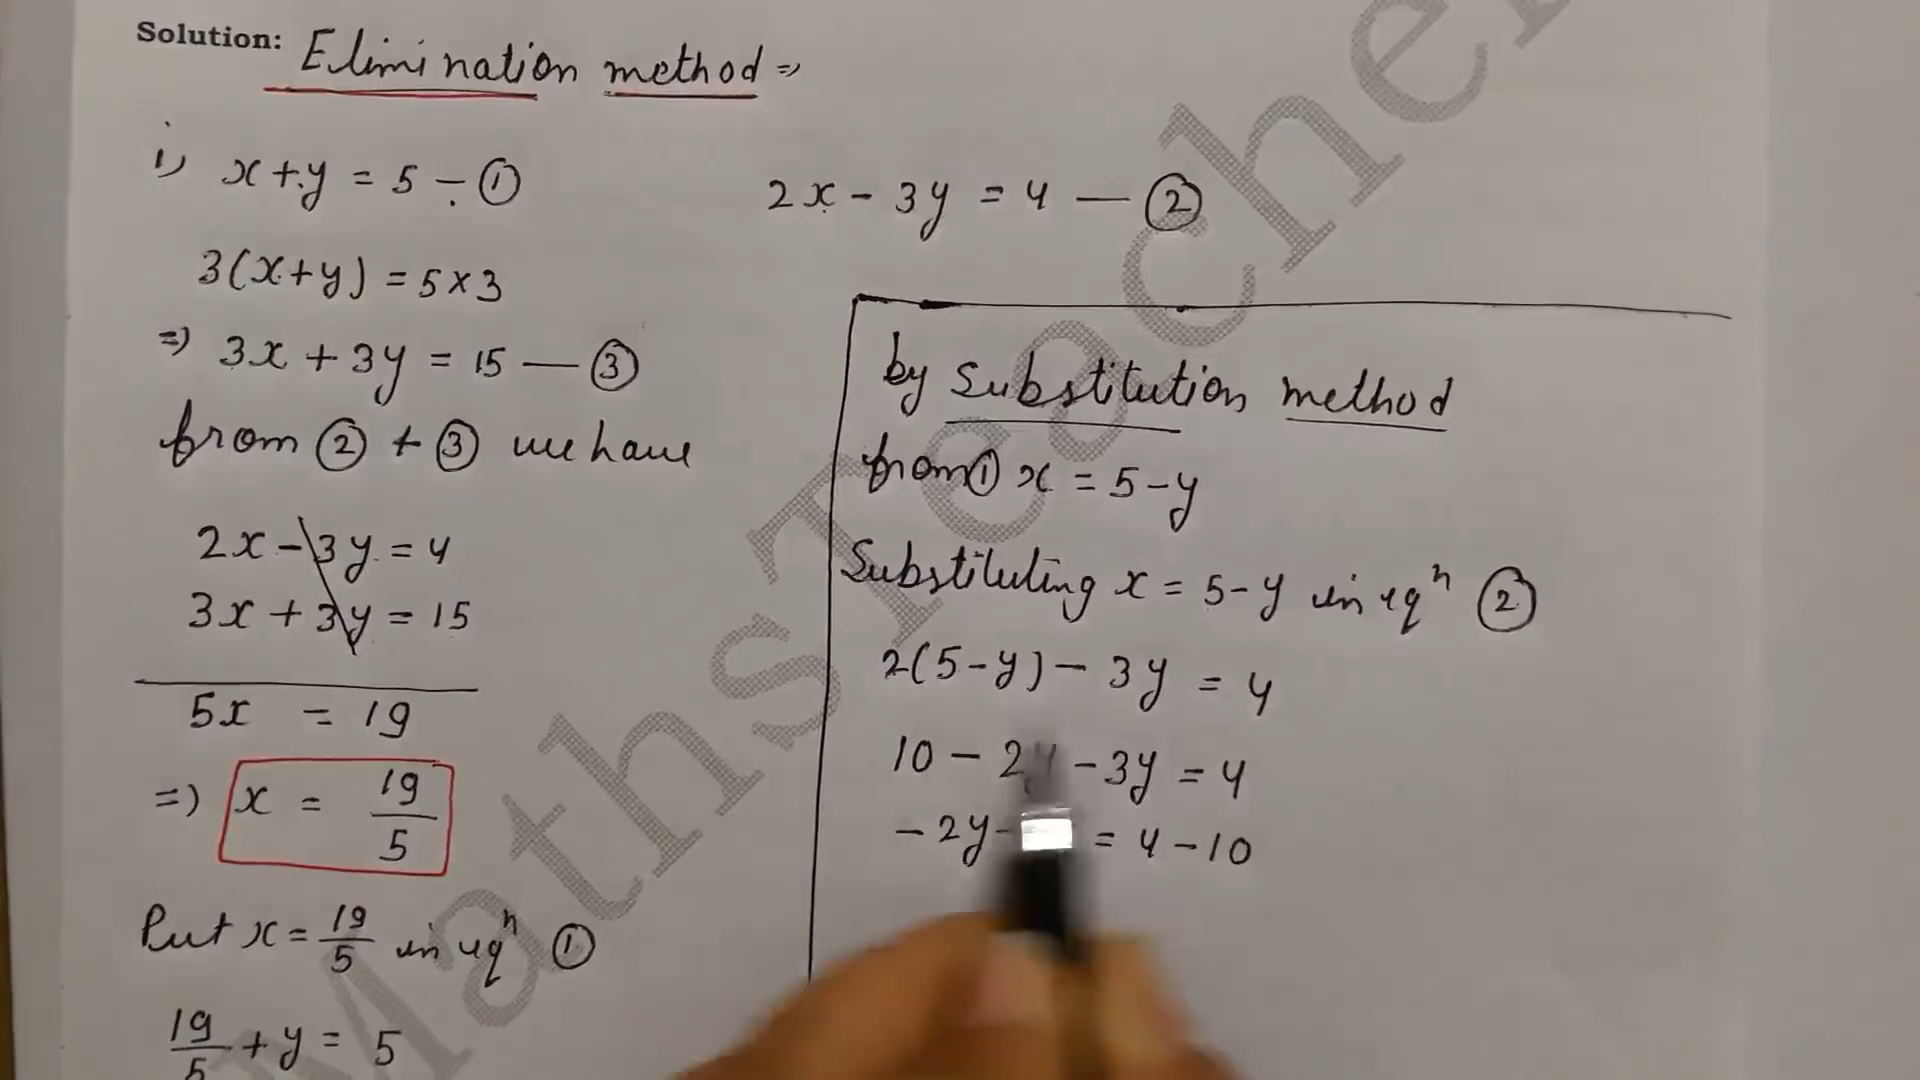 Solution: Elimination method ⇒
i) x + y = 5 – ①
2x – 3y = 4 — ②
3(x+y) = 5×3
⇒) 3x + 3y = 15 — ③
from ② + ③ we have
2x – 3y = 4
3x + 3y = 15
5x = 19
=) x = 19/5
Put x = 19/5 in eqⁿ ①
19/5 + y = 5
by Substitution method
from ① x = 5 – y
Substituting x = 5 – y in eqⁿ ②
2(5 – y) – 3y = 4
10 – 2y – 3y = 4
– 2y – = 4 – 10
Maths Teacher